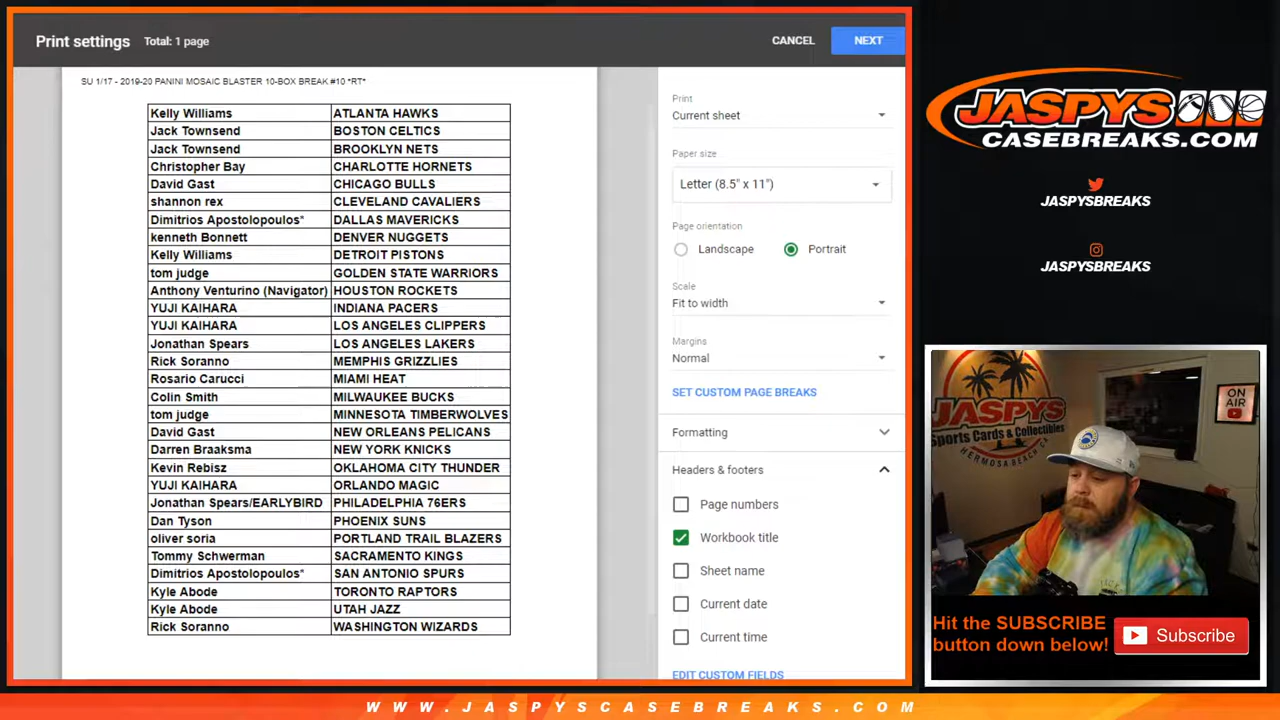 Print settings Total: 1 page
CANCEL NEXT
SU 1/17 - 2019-20 PANINI MOSAIC BLASTER 10-BOX BREAK #10 *RT*
Kelly Williams ATLANTA HAWKS
Jack Townsend BOSTON CELTICS
Jack Townsend BROOKLYN NETS
Christopher Bay CHARLOTTE HORNETS
David Gast CHICAGO BULLS
shannon rex CLEVELAND CAVALIERS
Dimitrios Apostolopoulos* DALLAS MAVERICKS
kenneth Bonnett DENVER NUGGETS
Kelly Williams DETROIT PISTONS
tom judge GOLDEN STATE WARRIORS
Anthony Venturino (Navigator) HOUSTON ROCKETS
YUJI KAIHARA INDIANA PACERS
YUJI KAIHARA LOS ANGELES CLIPPERS
Jonathan Spears LOS ANGELES LAKERS
Rick Soranno MEMPHIS GRIZZLIES
Rosario Carucci MIAMI HEAT
Colin Smith MILWAUKEE BUCKS
tom judge MINNESOTA TIMBERWOLVES
David Gast NEW ORLEANS PELICANS
Darren Braaksma NEW YORK KNICKS
Kevin Rebisz OKLAHOMA CITY THUNDER
YUJI KAIHARA ORLANDO MAGIC
Jonathan Spears/EARLYBIRD PHILADELPHIA 76ERS
Dan Tyson PHOENIX SUNS
oliver soria PORTLAND TRAIL BLAZERS
Tommy Schwerman SACRAMENTO KINGS
Dimitrios Apostolopoulos* SAN ANTONIO SPURS
Kyle Abode TORONTO RAPTORS
Kyle Abode UTAH JAZZ
Rick Soranno WASHINGTON WIZARDS
Print
Current sheet
Paper size
Letter (8.5" x 11")
Page orientation
Landscape Portrait
Scale
Fit to width
Margins
Normal
SET CUSTOM PAGE BREAKS
Formatting
Headers & footers
Page numbers
Workbook title
Sheet name
Current date
Current time
EDIT CUSTOM FIELDS
JASPYS
CASEBREAKS.COM
JASPYSBREAKS
JASPYSBREAKS
JASPYS
Sports Cards & Collectibles
HERMOSA BEACH CA
ON
AIR
Hit the SUBSCRIBE
button down below!
Subscribe
WWW.JASPYSCASEBREAKS.COM